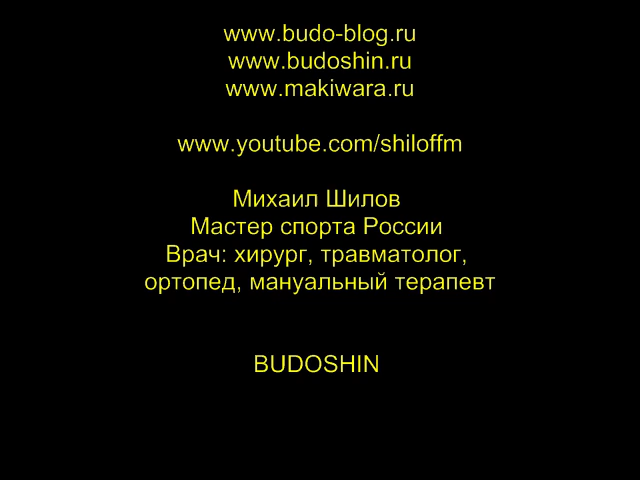 www.budo-blog.ru
www.budoshin.ru
www.makiwara.ru
www.youtube.com/shiloffm
Михаил Шилов
Мастер спорта России
Врач: хирург, травматолог,
ортопед, мануальный терапевт
BUDOSHIN